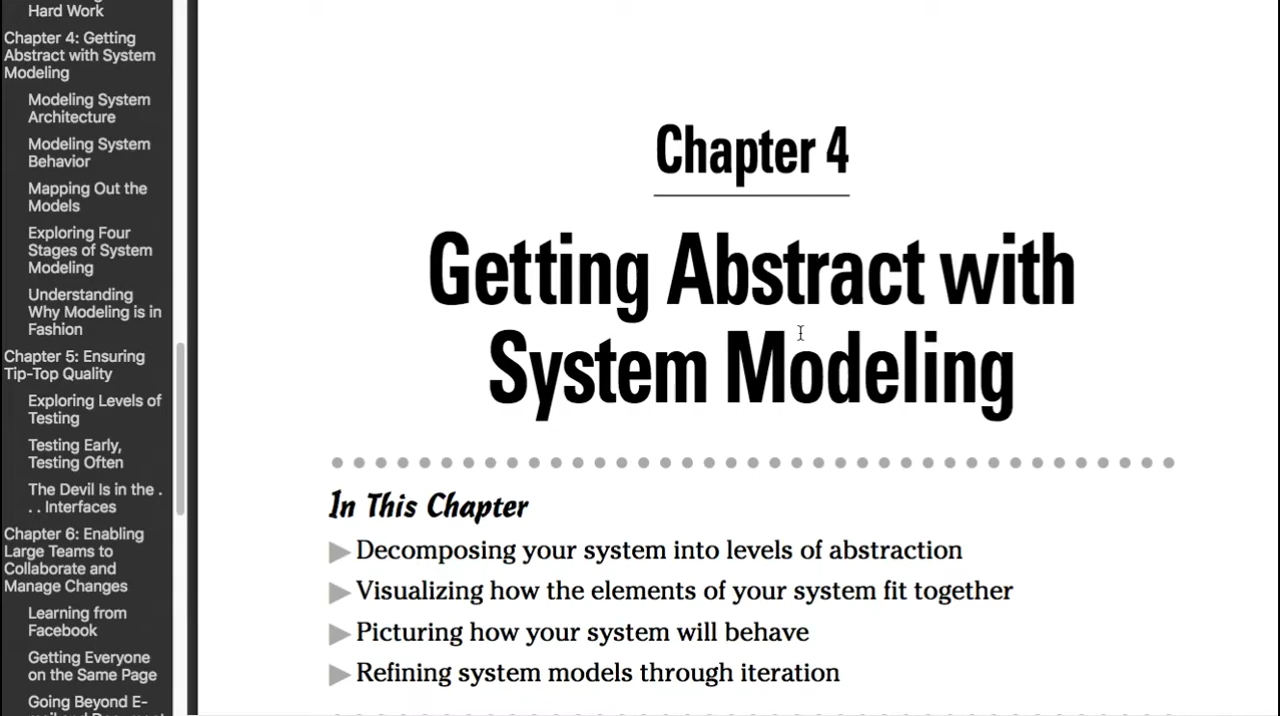 Hard Work
Chapter 4: Getting
Abstract with System
Modeling
Modeling System
Architecture
Modeling System
Behavior
Mapping Out the
Models
Exploring Four
Stages of System
Modeling
Understanding
Why Modeling is in
Fashion
Chapter 5: Ensuring
Tip-Top Quality
Exploring Levels of
Testing
Testing Early,
Testing Often
The Devil Is in the .
. . Interfaces
Chapter 6: Enabling
Large Teams to
Collaborate and
Manage Changes
Learning from
Facebook
Getting Everyone
on the Same Page
Going Beyond E-
Chapter 4
Getting Abstract with
System Modeling
In This Chapter
▶ Decomposing your system into levels of abstraction
▶ Visualizing how the elements of your system fit together
▶ Picturing how your system will behave
▶ Refining system models through iteration